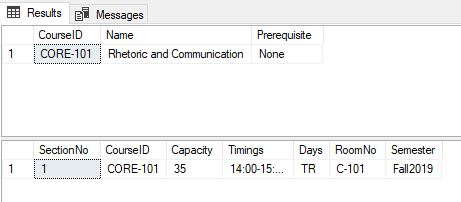 Results Messages
CourseID Name Prerequisite
1 CORE-101 Rhetoric and Communication None
SectionNo CourseID Capacity Timings Days RoomNo Semester
1 1 CORE-101 35 14:00-15:... TR C-101 Fall2019